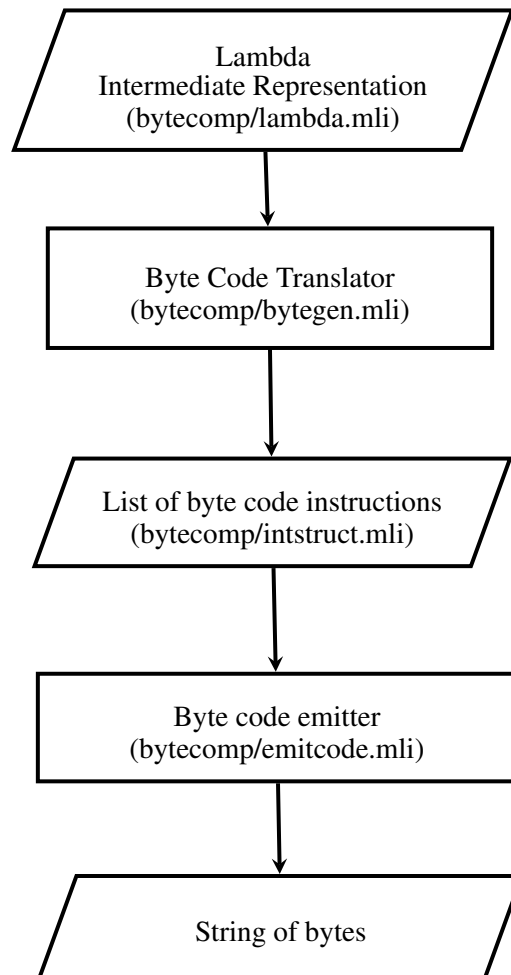 Lambda
Intermediate Representation
(bytecomp/lambda.mli)
Byte Code Translator
(bytecomp/bytegen.mli)
List of byte code instructions
(bytecomp/intstruct.mli)
Byte code emitter
(bytecomp/emitcode.mli)
String of bytes